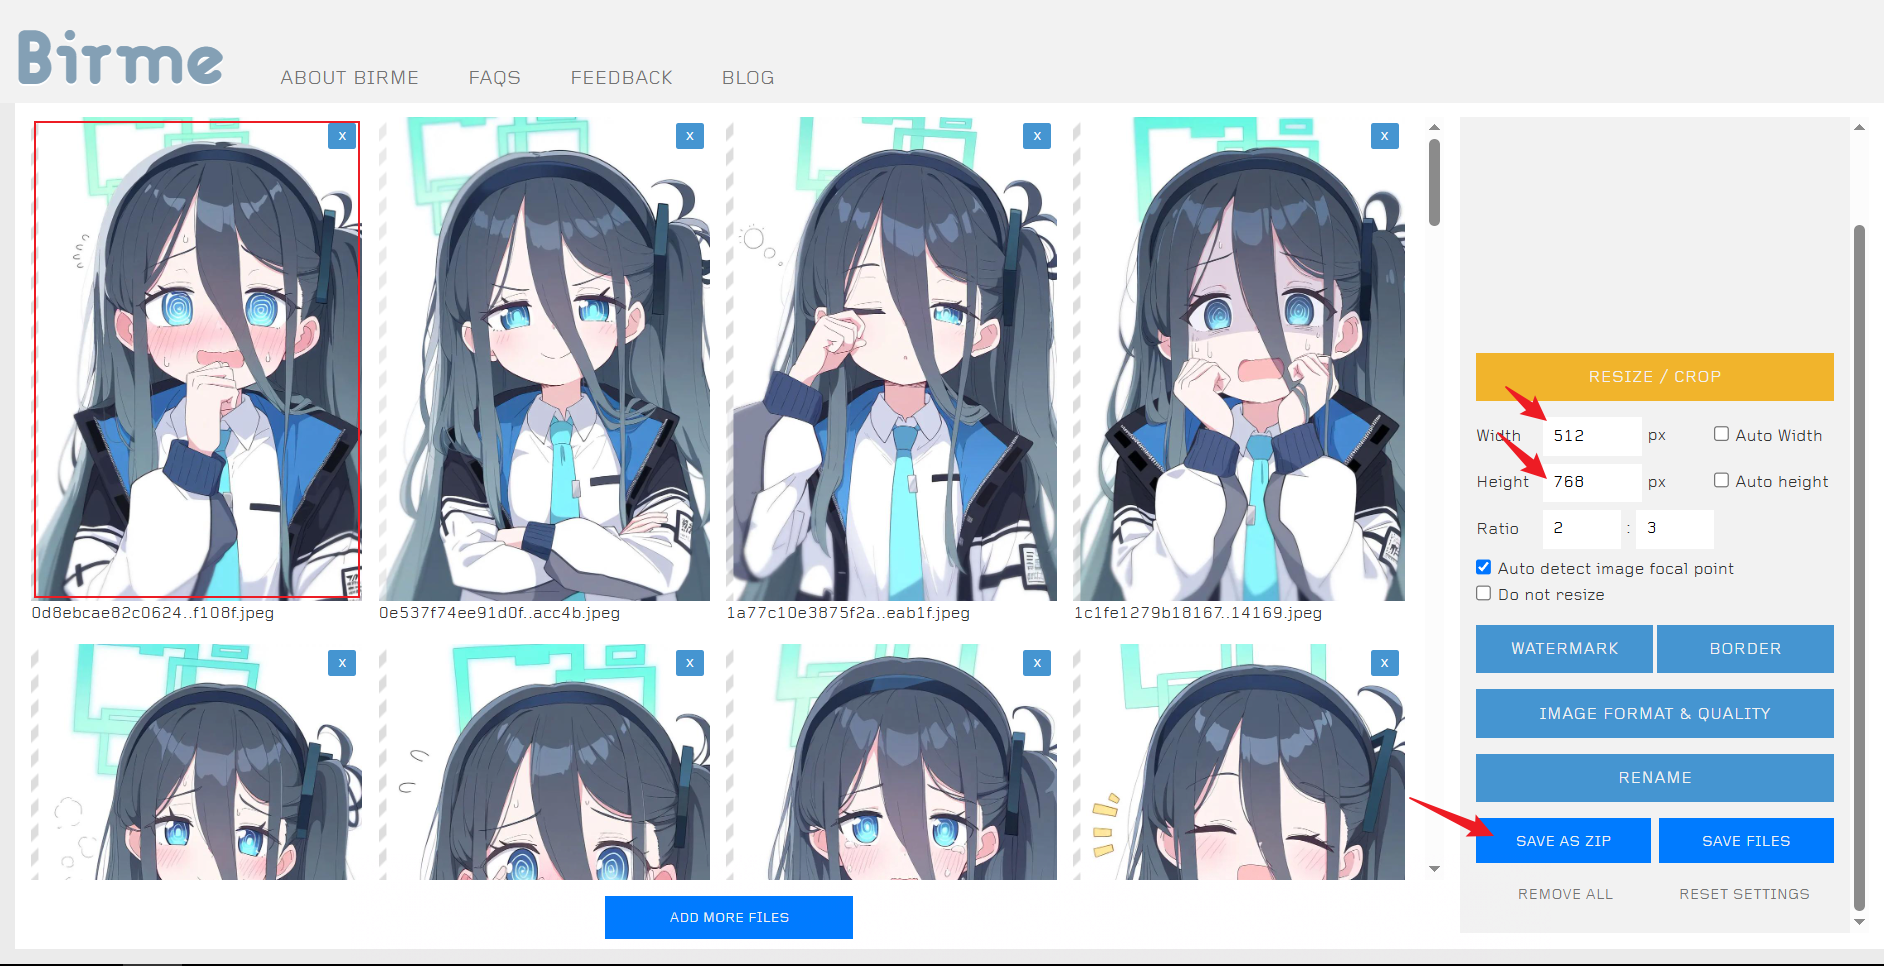 Birme
ABOUT BIRME FAQS FEEDBACK BLOG
x x x x
0d8ebcae82c0624..f108f.jpeg 0e537f74ee91d0f..acc4b.jpeg 1a77c10e3875f2a..eab1f.jpeg 1c1fe1279b18167..14169.jpeg
x x x x
ADD MORE FILES
RESIZE / CROP
Width 512 px Auto Width
Height 768 px Auto height
Ratio 2 : 3
Auto detect image focal point
Do not resize
WATERMARK BORDER
IMAGE FORMAT & QUALITY
RENAME
SAVE AS ZIP SAVE FILES
REMOVE ALL RESET SETTINGS